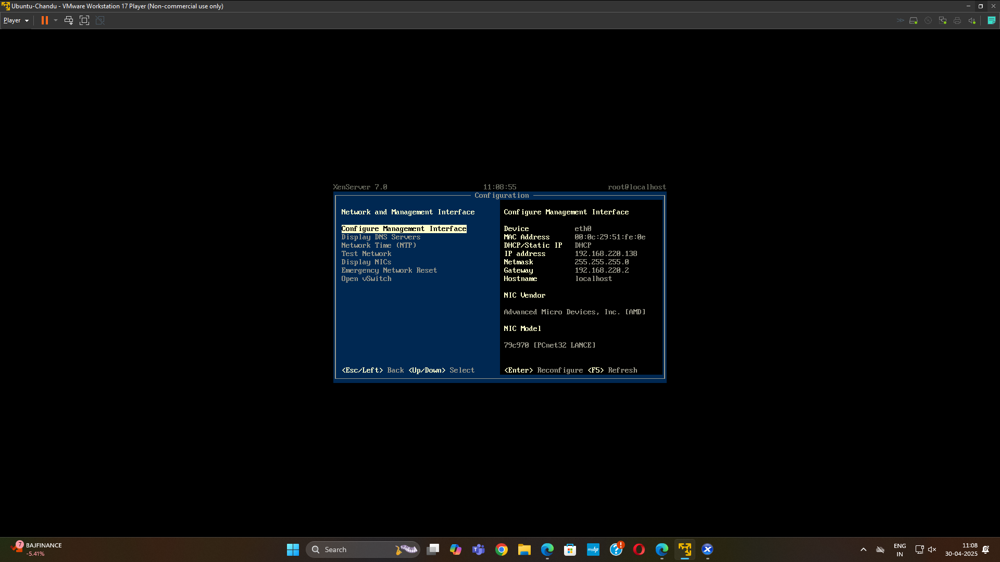 Ubuntu-Chandu - VMware Workstation 17 Player (Non-commercial use only)
Player
XenServer 7.0 11:08:55 root@localhost
Configuration
Network and Management Interface
Configure Management Interface
Display DNS Servers
Network Time (NTP)
Test Network
Display NICs
Emergency Network Reset
Open vSwitch
<Esc/Left> Back <Up/Down> Select
Configure Management Interface
Device eth0
MAC Address 00:0c:29:51:fe:0e
DHCP/Static IP DHCP
IP address 192.168.220.138
Netmask 255.255.255.0
Gateway 192.168.220.2
Hostname localhost
NIC Vendor
Advanced Micro Devices, Inc. [AMD]
NIC Model
79c970 [PCnet32 LANCE]
<Enter> Reconfigure <F5> Refresh
7
BAJFINANCE
-5.41%
Search
myhp
ENG
IN
11:08
30-04-2025